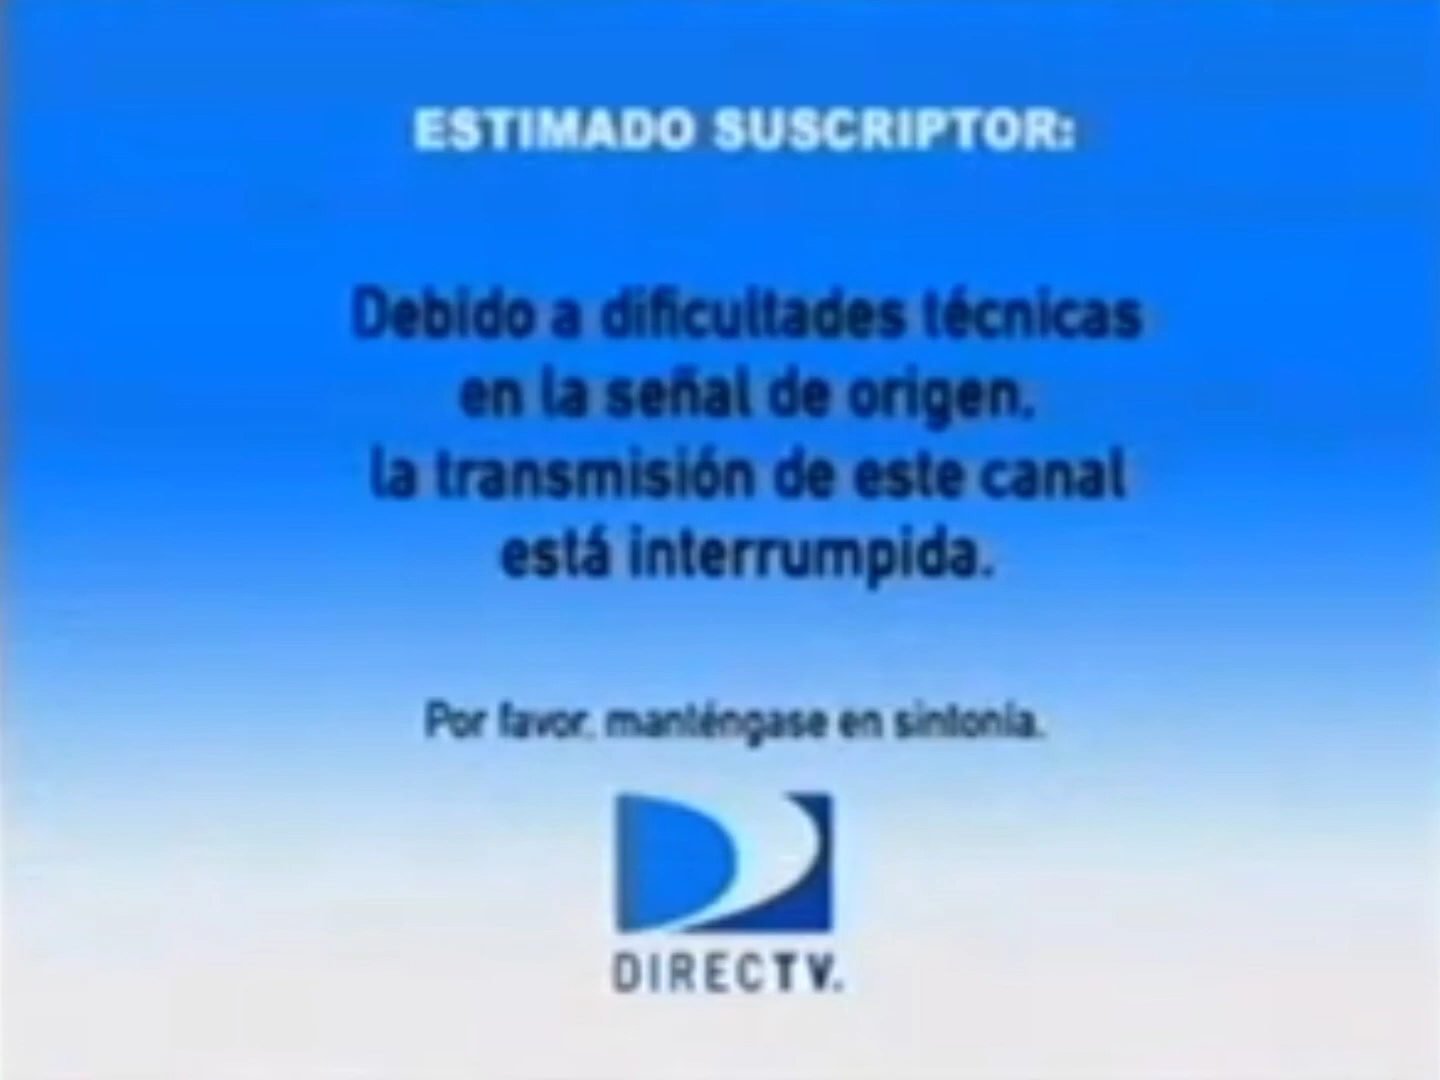 ESTIMADO SUSCRIPTOR:
Debido a dificultades técnicas
en la señal de origen,
la transmisión de este canal
está interrumpida.
Por favor, manténgase en sintonía.
DIRECTV.